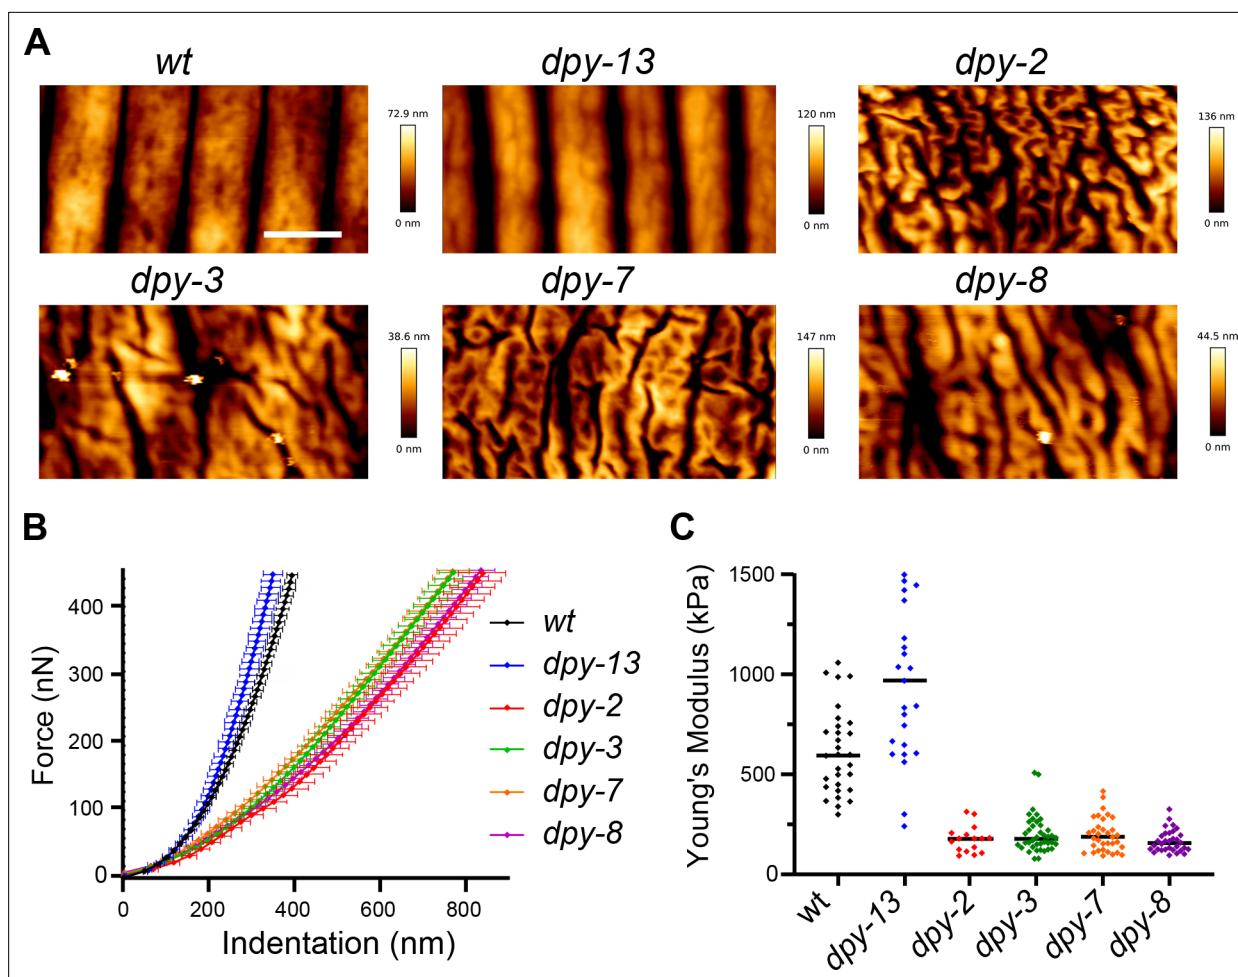 A
wt
dpy-13
dpy-2
72.9 nm
0 nm
120 nm
0 nm
136 nm
0 nm
dpy-3
dpy-7
dpy-8
38.6 nm
0 nm
147 nm
0 nm
44.5 nm
0 nm
B
Force (nN)
400
300
200
100
0
0 200 400 600 800
Indentation (nm)
wt
dpy-13
dpy-2
dpy-3
dpy-7
dpy-8
C
Young's Modulus (kPa)
1500
1000
500
0
wt
dpy-13
dpy-2
dpy-3
dpy-7
dpy-8